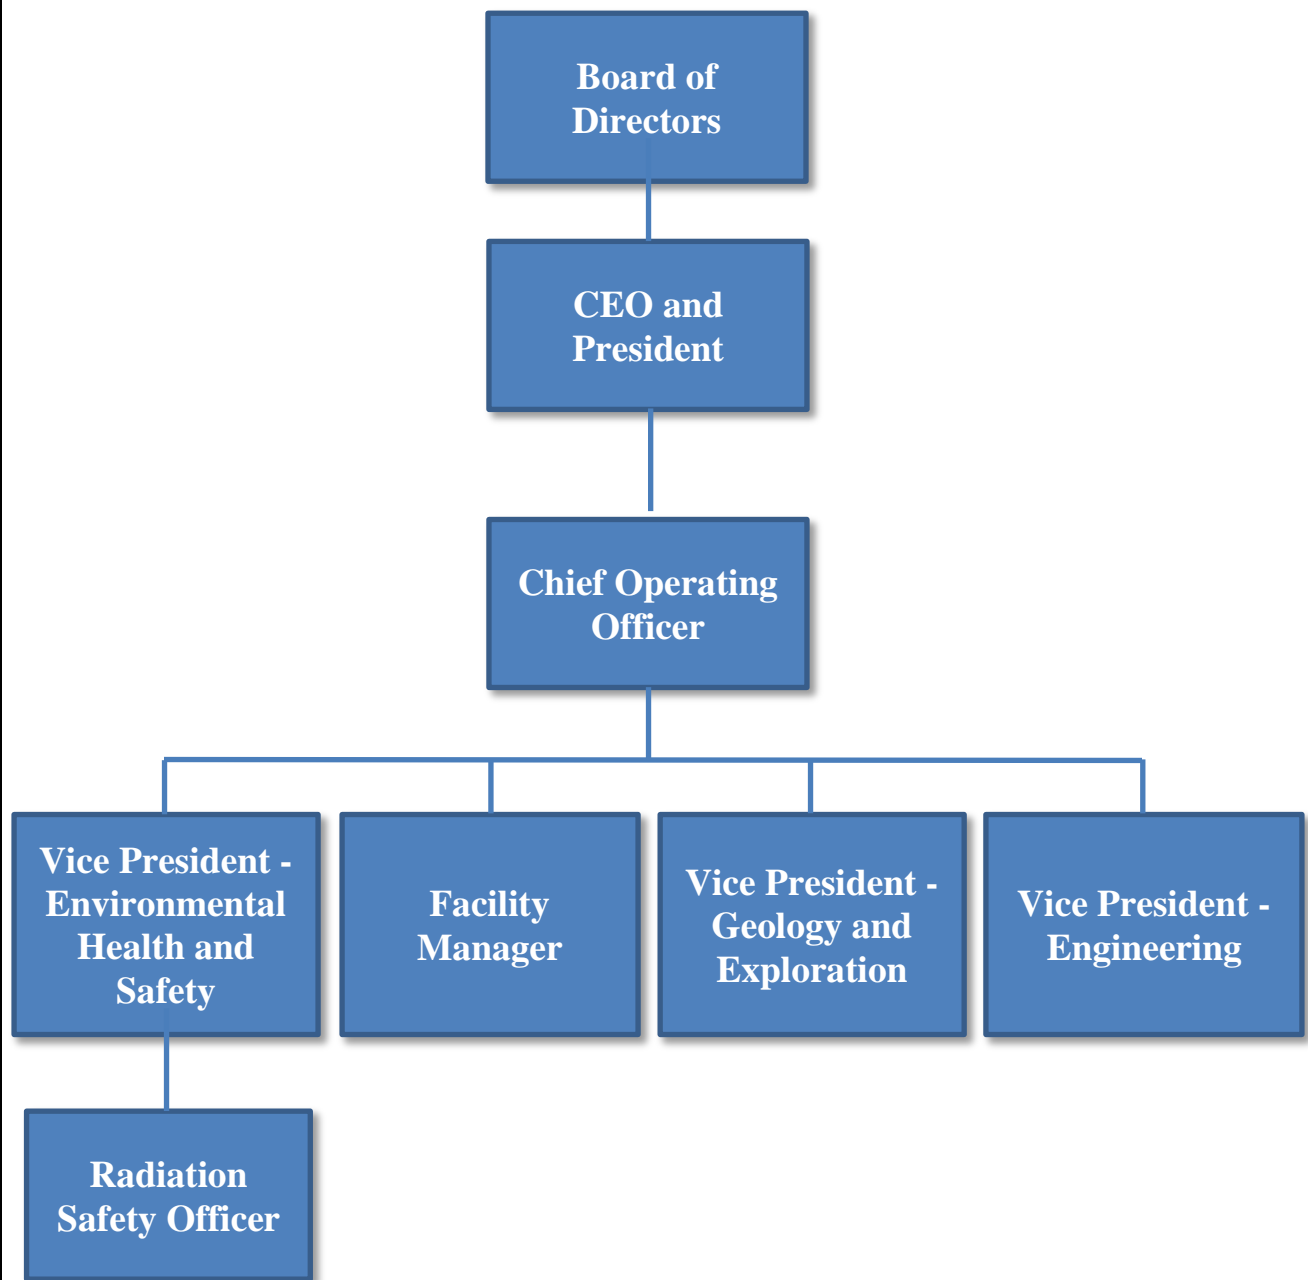 Board of
Directors
CEO and
President
Chief Operating
Officer
Vice President -
Environmental
Health and
Safety
Facility
Manager
Vice President -
Geology and
Exploration
Vice President -
Engineering
Radiation
Safety Officer